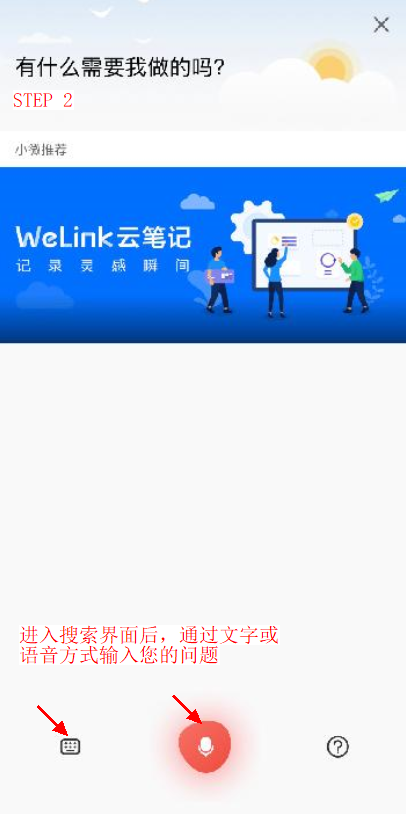 有什么需要我做的吗?
STEP 2
小微推荐
WeLink云笔记
记录灵感瞬间
进入搜索界面后，通过文字或
语音方式输入您的问题